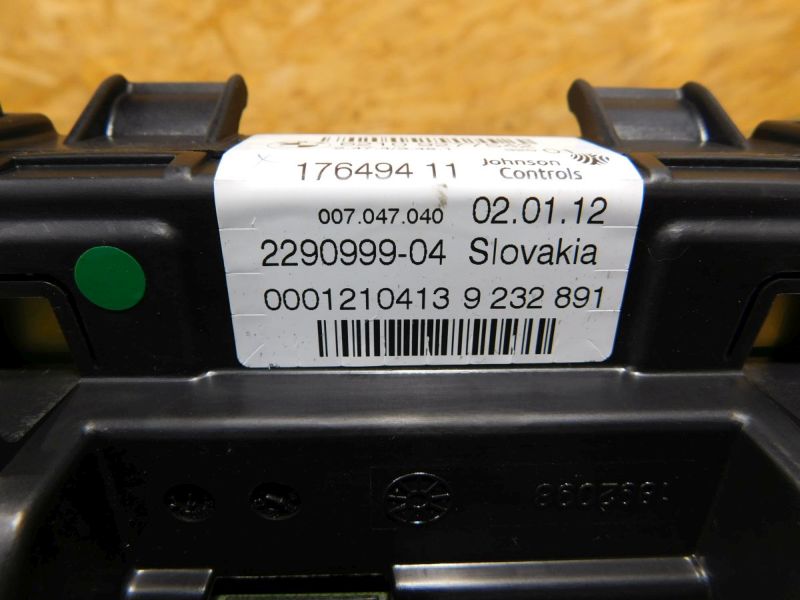 176494 11 Johnson Controls
007.047.040 02.01.12
2290999-04 Slovakia
0001210413 9 232 891